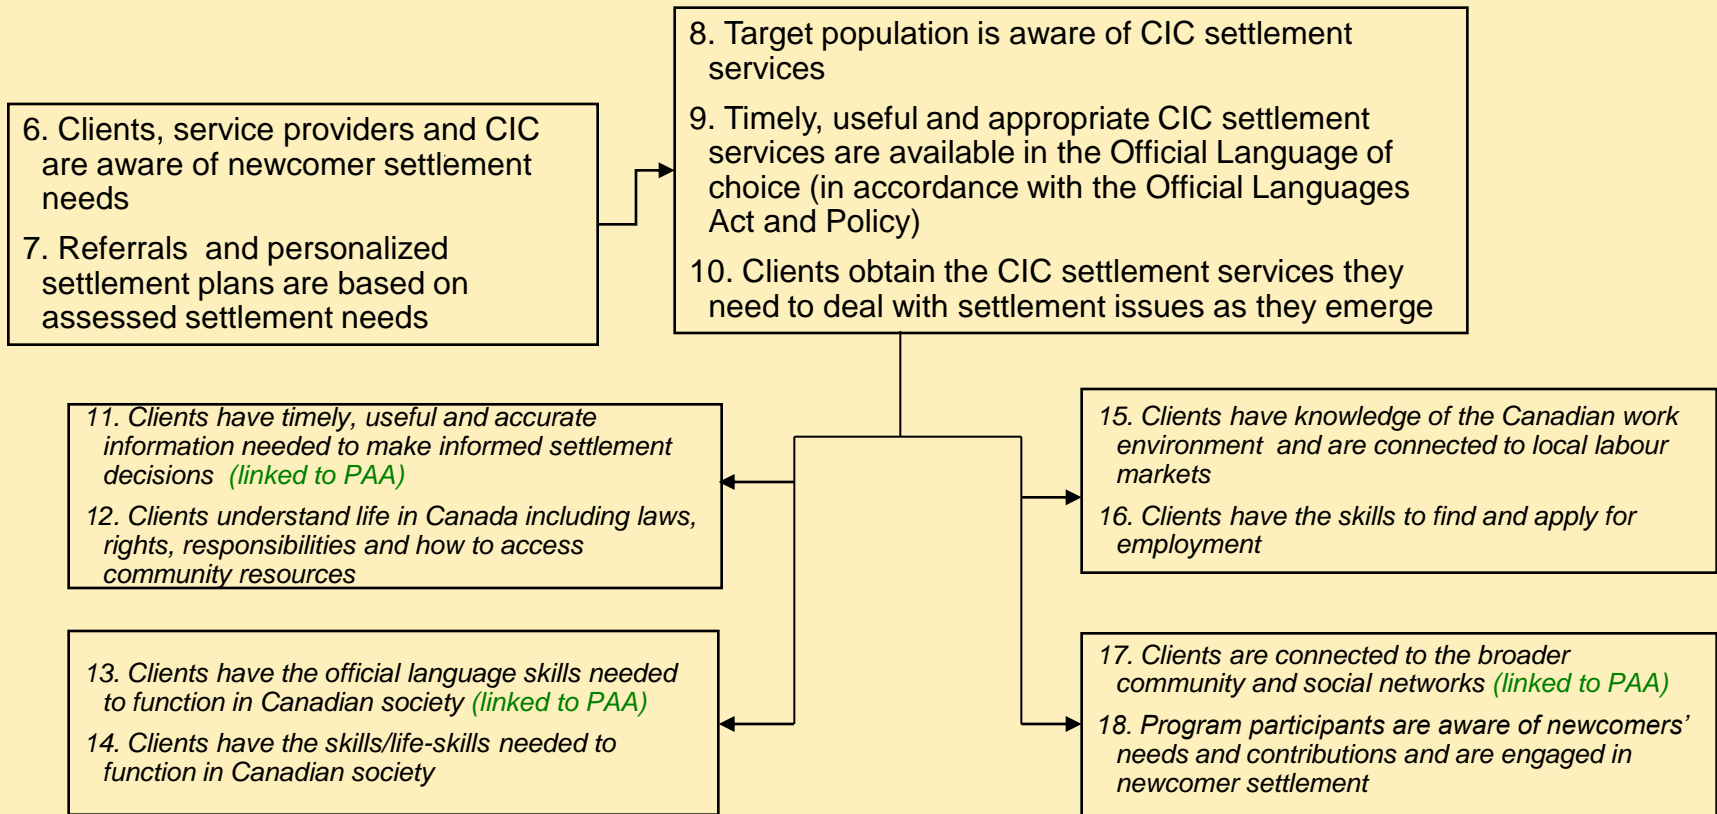 6. Clients, service providers and CIC
are aware of newcomer settlement
needs
7. Referrals and personalized
settlement plans are based on
assessed settlement needs
8. Target population is aware of CIC settlement
services
9. Timely, useful and appropriate CIC settlement
services are available in the Official Language of
choice (in accordance with the Official Languages
Act and Policy)
10. Clients obtain the CIC settlement services they
need to deal with settlement issues as they emerge
11. Clients have timely, useful and accurate
information needed to make informed settlement
decisions (linked to PAA)
12. Clients understand life in Canada including laws,
rights, responsibilities and how to access
community resources
13. Clients have the official language skills needed
to function in Canadian society (linked to PAA)
14. Clients have the skills/life-skills needed to
function in Canadian society
15. Clients have knowledge of the Canadian work
environment and are connected to local labour
markets
16. Clients have the skills to find and apply for
employment
17. Clients are connected to the broader
community and social networks (linked to PAA)
18. Program participants are aware of newcomers’
needs and contributions and are engaged in
newcomer settlement